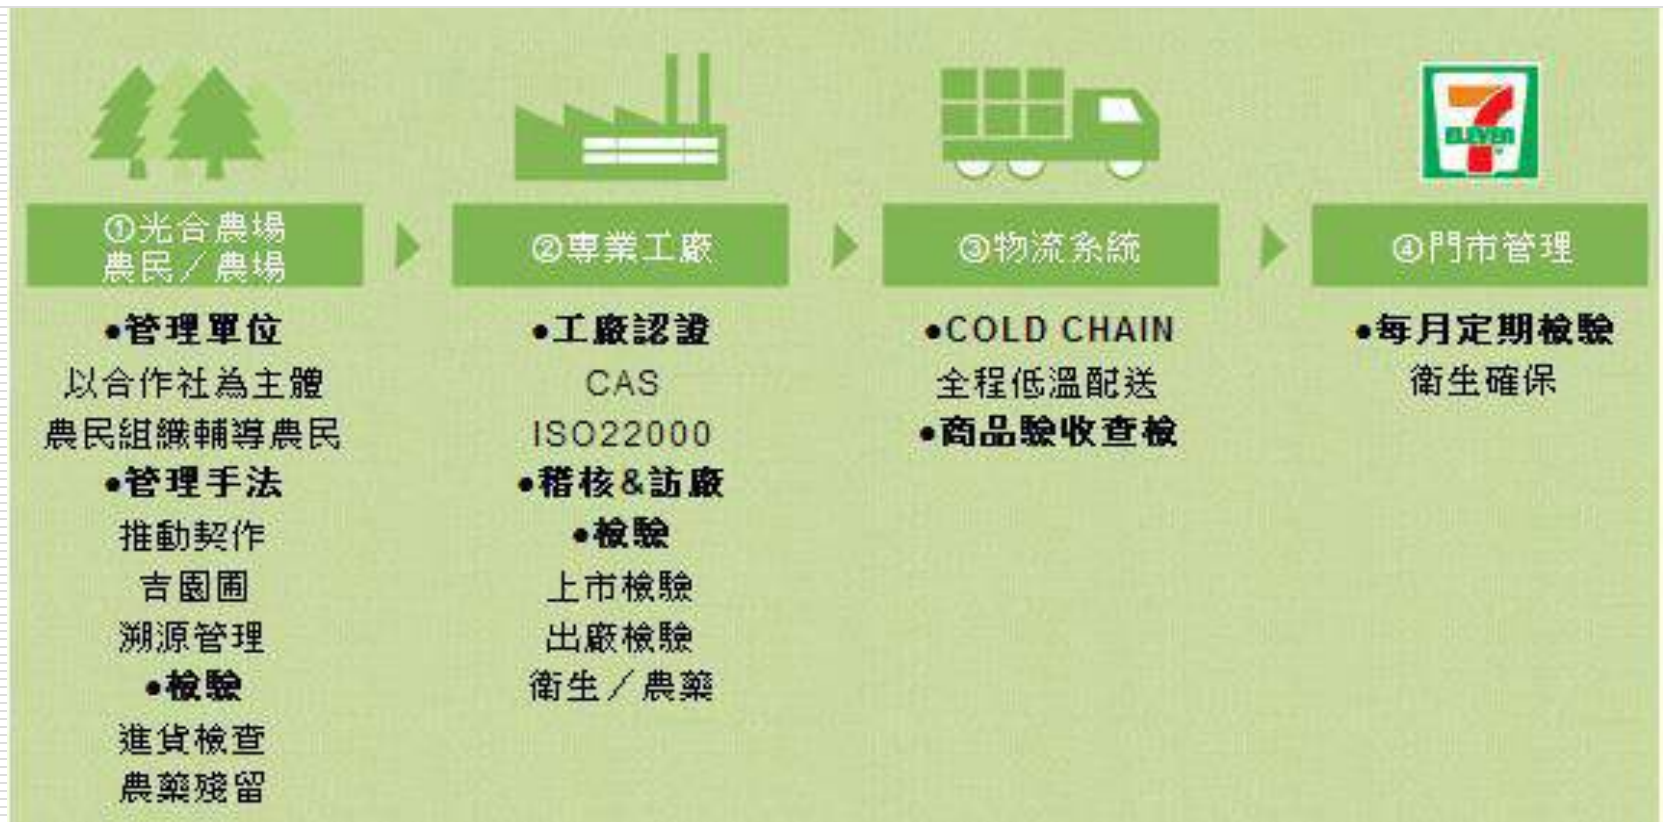 7
ELEVEN
①光合農場
農民／農場
●管理單位
以合作社為主體
農民組織輔導農民
●管理手法
推動契作
吉園圃
溯源管理
●檢驗
進貨檢查
農藥殘留
②專業工廠
●工廠認證
CAS
ISO22000
●稽核&訪廠
●檢驗
上市檢驗
出廠檢驗
衛生／農藥
③物流系統
●COLD CHAIN
全程低溫配送
●商品驗收查檢
④門市管理
●每月定期檢驗
衛生確保